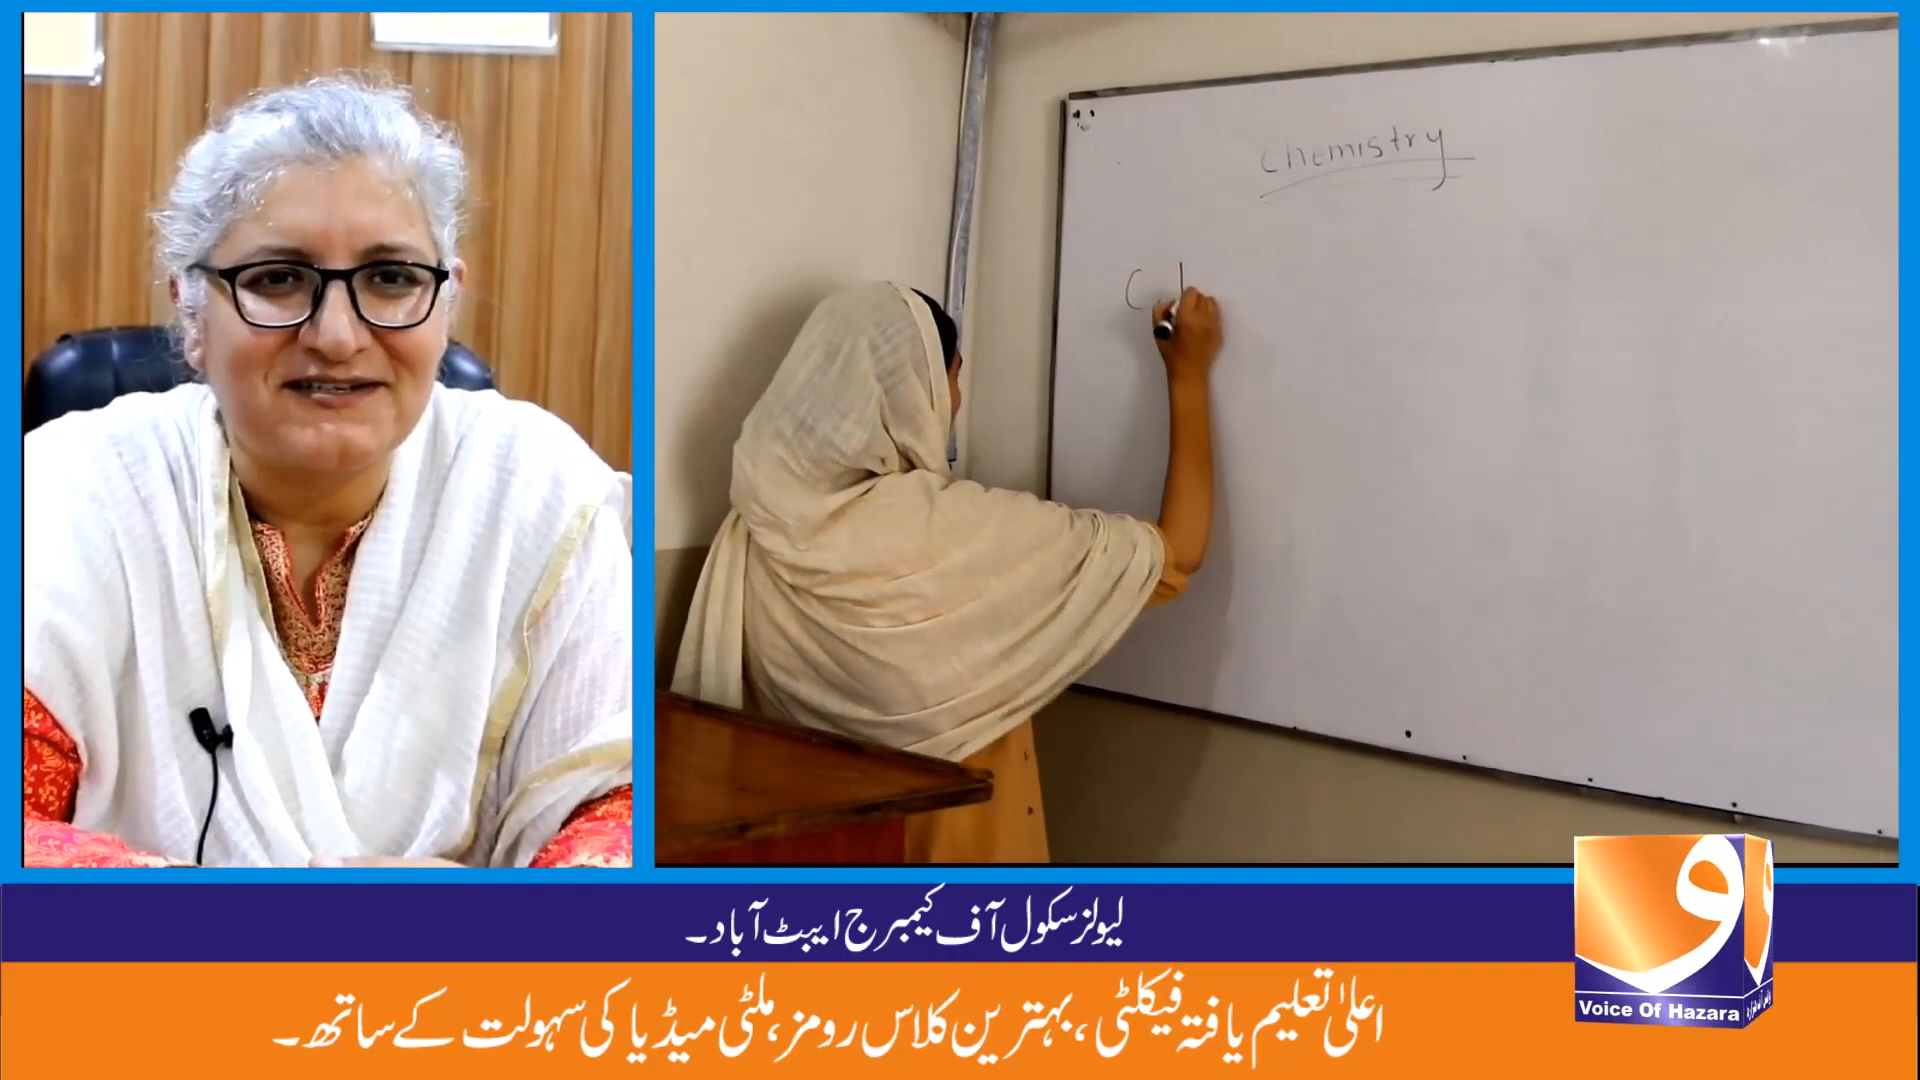 Chemistry
لیولز سکول آف کیمبرج ایبٹ آباد۔
اعلیٰ تعلیم یافتہ فیکلٹی، بہترین کلاس رومز، ملٹی میڈیا کی سہولت کے ساتھ۔
و
Voice Of Hazara